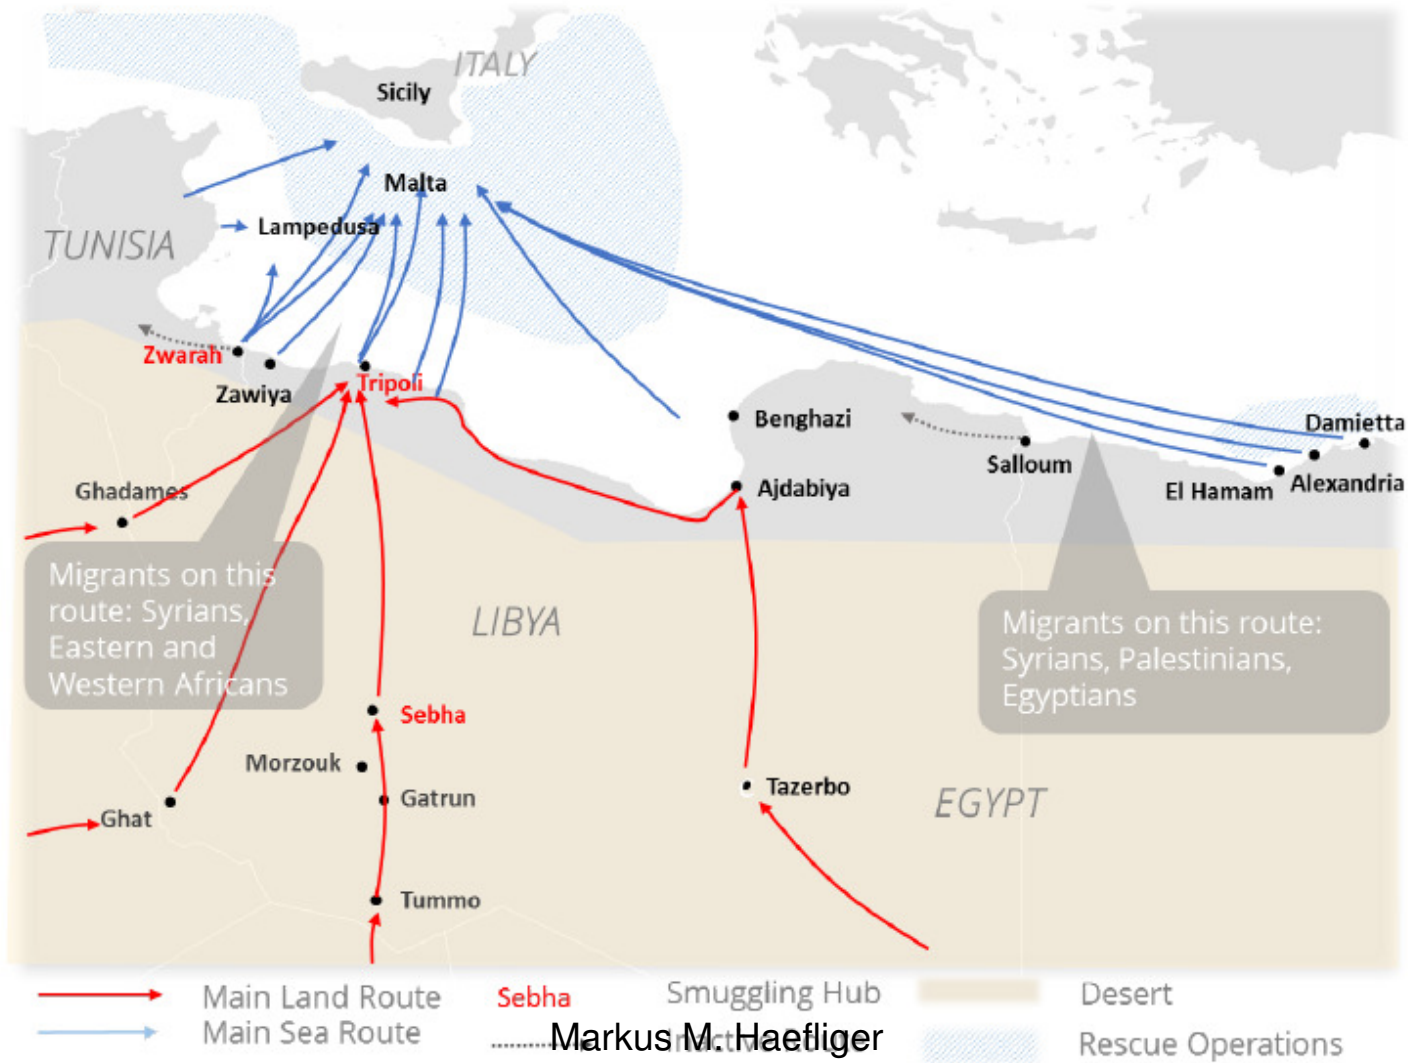 ITALY
Sicily
Malta
Lampedusa
TUNISIA
Zwarah
Zawiya
Tripoli
Benghazi
Damietta
Salloum
El Hamam
Alexandria
Ajdabiya
Ghadames
Migrants on this
route: Syrians,
Eastern and
Western Africans
LIBYA
Migrants on this route:
Syrians, Palestinians,
Egyptians
Sebha
Morzouk
Gatrun
Tazerbo
EGYPT
Ghat
Tummo
Main Land Route
Sebha
Smuggling Hub
Desert
Main Sea Route
Markus M. Haefliger
Inactive Route
Rescue Operations